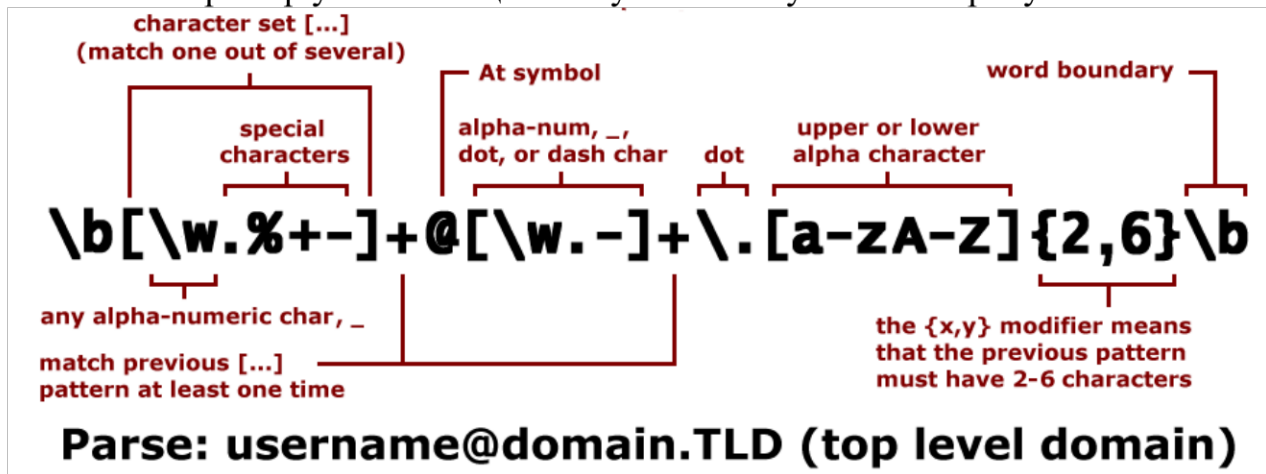 character set [...]
(match one out of several)
At symbol
word boundary
special
characters
alpha-num, _,
dot, or dash char
dot
upper or lower
alpha character
\b[\w.%+-]+@[\w.-]+\.[a-zA-Z]{2,6}\b
any alpha-numeric char, _
match previous [...]
pattern at least one time
the {x,y} modifier means
that the previous pattern
must have 2-6 characters
Parse: username@domain.TLD (top level domain)